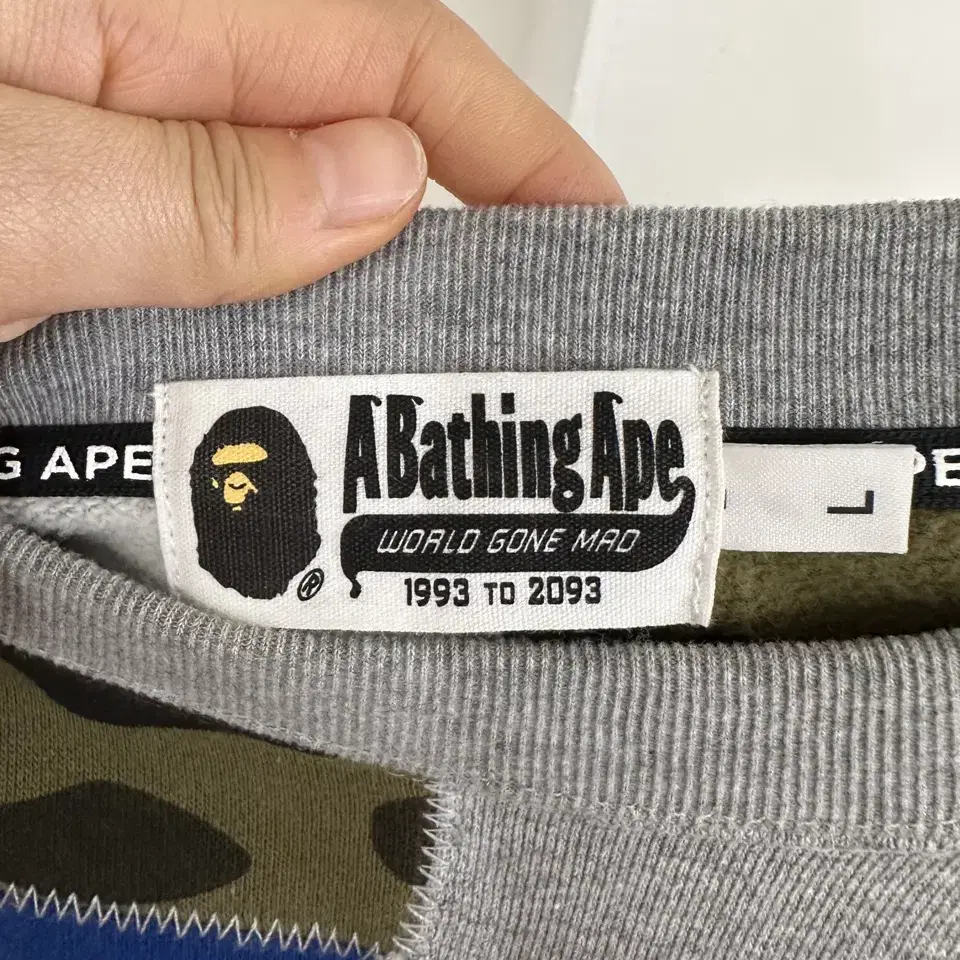 G APE
A Bathing Ape
WORLD GONE MAD
1993 TO 2093
®
L
PE